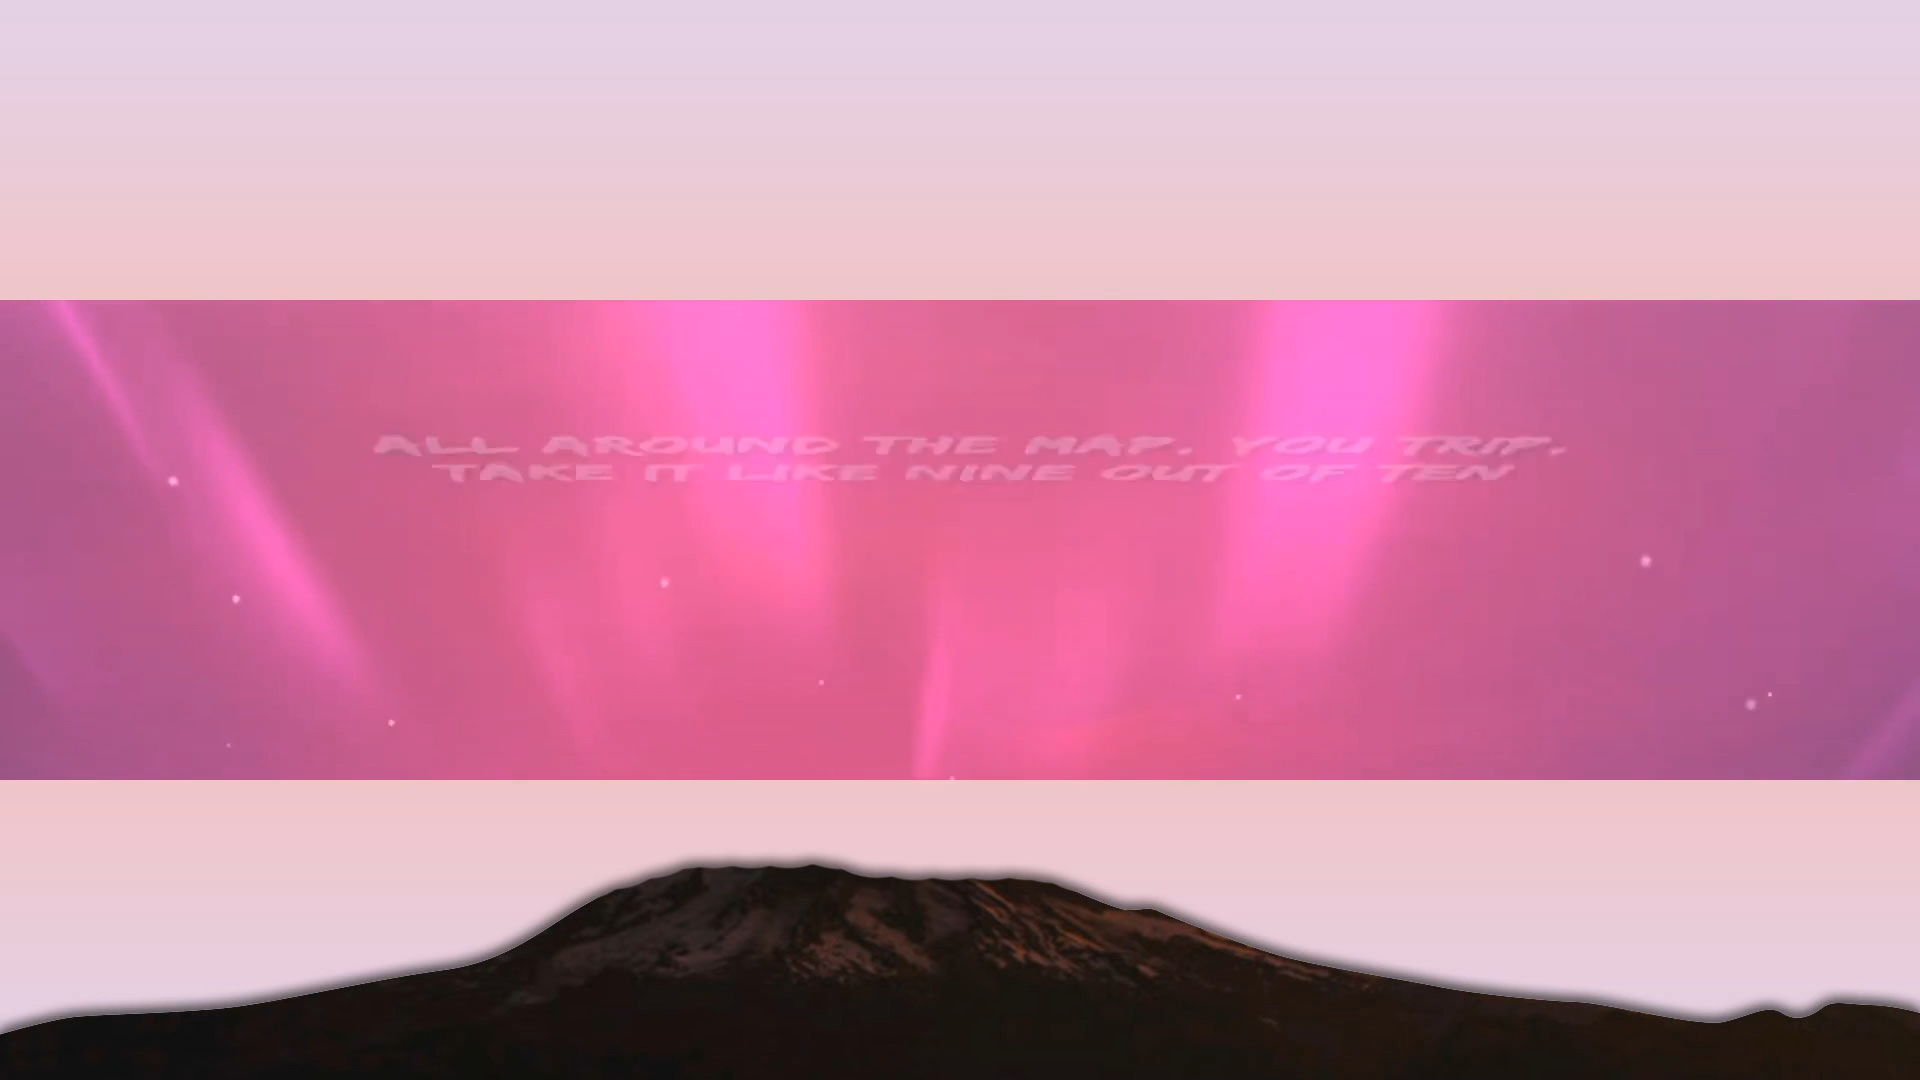 ALL AROUND THE MAP. YOU TRIP.
TAKE IT LIKE NINE OUT OF TEN